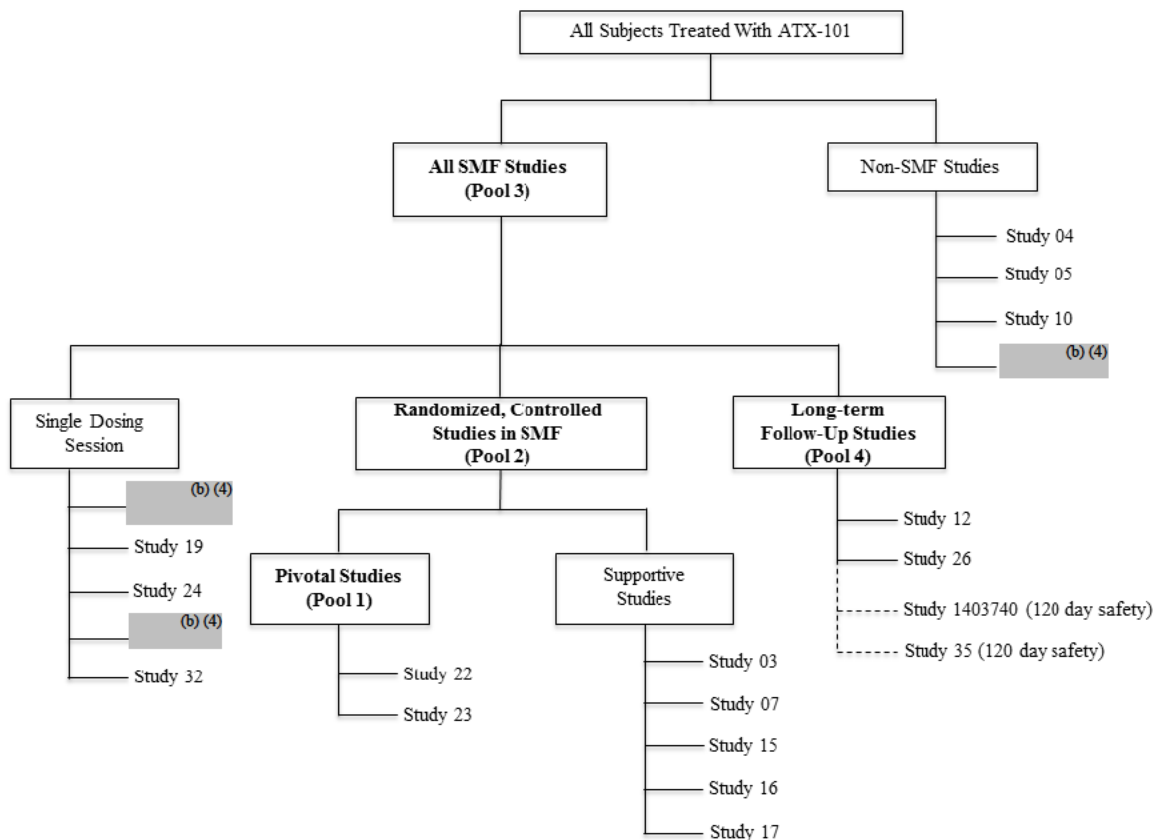 All Subjects Treated With ATX-101
All SMF Studies
(Pool 3)
Non-SMF Studies
Study 04
Study 05
Study 10
(b) (4)
Single Dosing
Session
(b) (4)
Study 19
Study 24
(b) (4)
Study 32
Randomized, Controlled
Studies in SMF
(Pool 2)
Pivotal Studies
(Pool 1)
Study 22
Study 23
Supportive
Studies
Study 03
Study 07
Study 15
Study 16
Study 17
Long-term
Follow-Up Studies
(Pool 4)
Study 12
Study 26
Study 1403740 (120 day safety)
Study 35 (120 day safety)